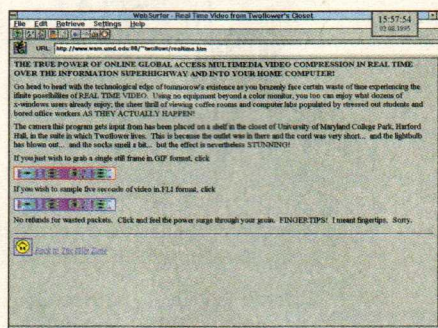 WebSurfer - Real Time Video from Twoflower's Closet
File Edit Retrieve Settings Help
15:57:54
URL http://www.wam.umd.edu:80/~twoflowr/realtime.htm
THE TRUE POWER OF ONLINE GLOBAL ACCESS MULTIMEDIA VIDEO COMPRESSION IN REAL TIME
OVER THE INFORMATION SUPERHIGHWAY AND INTO YOUR HOME COMPUTER!
Go head to head with the technological edge of tomorrow's existence as you brazenly face certain waste of time experiencing the
finite possibilities of REAL TIME VIDEO. Using no equipment beyond a color monitor, you too can enjoy what dozens of
x-windows users already enjoy; the sheer thrill of viewing coffee rooms and computer labs populated by stressed out students and
bored office workers AS THEY ACTUALLY HAPPEN!
The camera this program gets input from has been placed on a shelf in the closet of University of Maryland College Park, Harford
Hall, in the suite in which Twoflower lives. This is because the outlet was in there and the cord was very short... and the lightbulb
has blown out... and the socks smell a bit... but the effect is nevertheless STUNNING!
If you just wish to grab a single still frame in .GIF format, click
If you wish to sample five seconds of video in .FLI format, click
No refunds for wasted packets. Click and feel the power surge through your groin. FINGERTIPS! I meant fingertips. Sorry.
Back to The Wile Zone